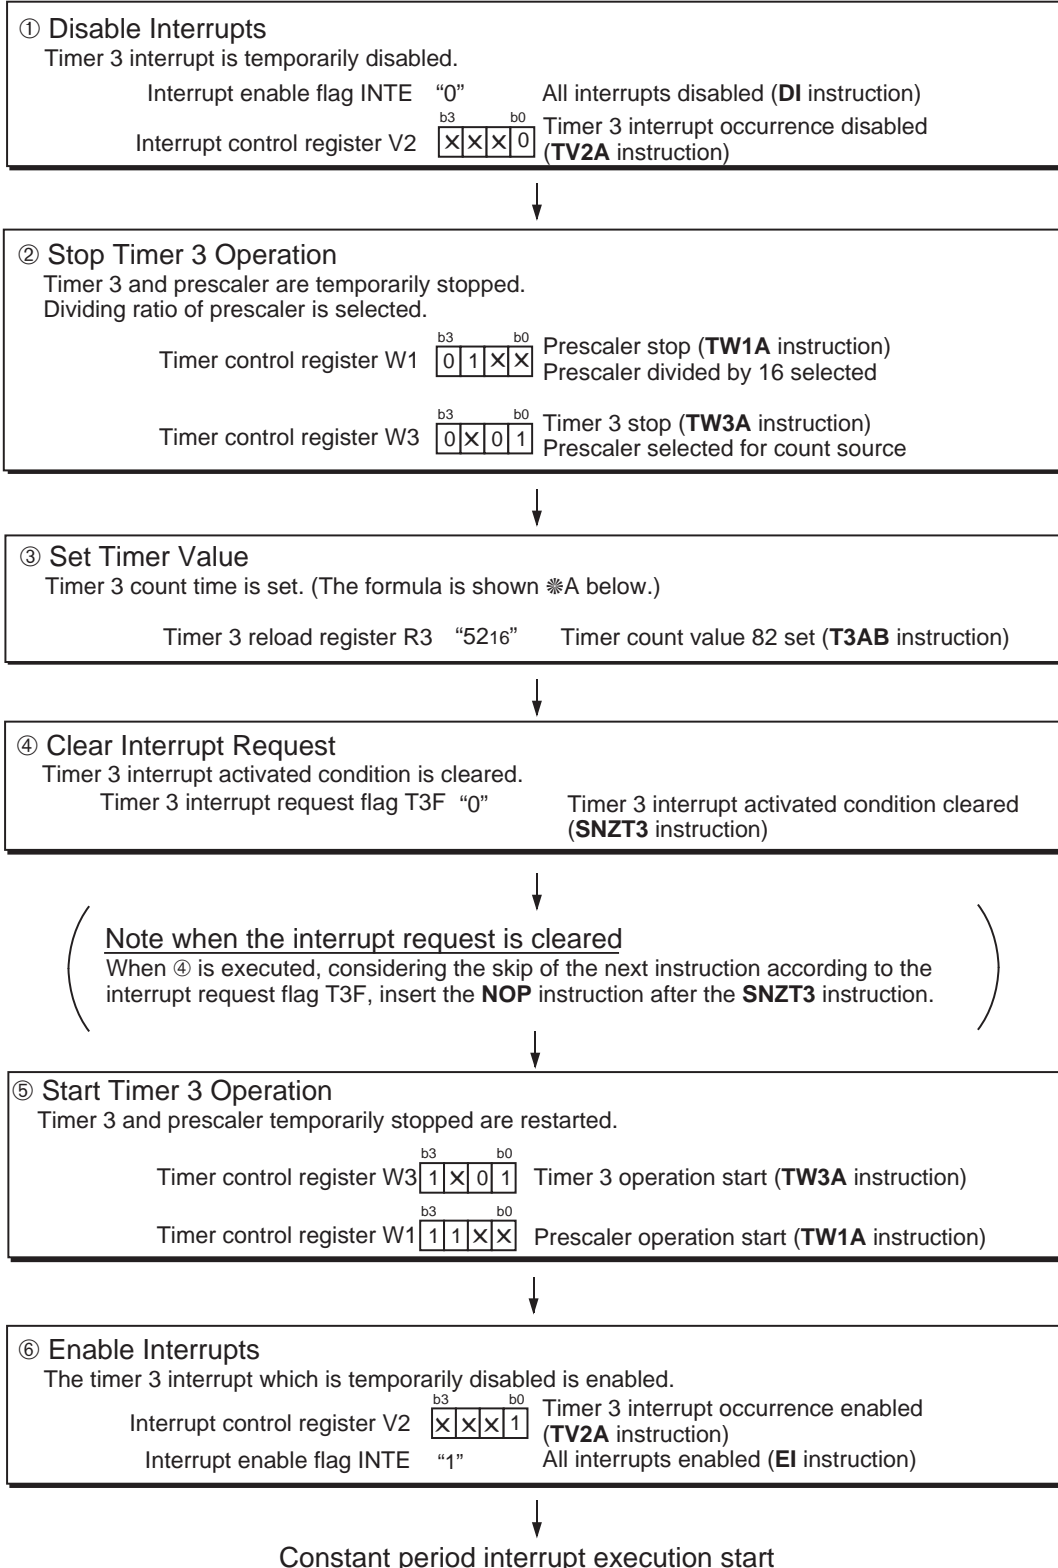 ① Disable Interrupts
Timer 3 interrupt is temporarily disabled.
Interrupt enable flag INTE “0” All interrupts disabled (DI instruction)
b3 b0
Interrupt control register V2 ✕ ✕ ✕ 0 Timer 3 interrupt occurrence disabled
(TV2A instruction)
② Stop Timer 3 Operation
Timer 3 and prescaler are temporarily stopped.
Dividing ratio of prescaler is selected.
b3 b0
Timer control register W1 0 1 ✕ ✕ Prescaler stop (TW1A instruction)
Prescaler divided by 16 selected
b3 b0
Timer control register W3 0 ✕ 0 1 Timer 3 stop (TW3A instruction)
Prescaler selected for count source
③ Set Timer Value
Timer 3 count time is set. (The formula is shown ❊A below.)
Timer 3 reload register R3 “5216” Timer count value 82 set (T3AB instruction)
④ Clear Interrupt Request
Timer 3 interrupt activated condition is cleared.
Timer 3 interrupt request flag T3F “0” Timer 3 interrupt activated condition cleared
(SNZT3 instruction)
Note when the interrupt request is cleared
When ④ is executed, considering the skip of the next instruction according to the
interrupt request flag T3F, insert the NOP instruction after the SNZT3 instruction.
⑤ Start Timer 3 Operation
Timer 3 and prescaler temporarily stopped are restarted.
b3 b0
Timer control register W3 1 ✕ 0 1 Timer 3 operation start (TW3A instruction)
b3 b0
Timer control register W1 1 1 ✕ ✕ Prescaler operation start (TW1A instruction)
⑥ Enable Interrupts
The timer 3 interrupt which is temporarily disabled is enabled.
b3 b0
Interrupt control register V2 ✕ ✕ ✕ 1 Timer 3 interrupt occurrence enabled
(TV2A instruction)
Interrupt enable flag INTE “1” All interrupts enabled (EI instruction)
Constant period interrupt execution start